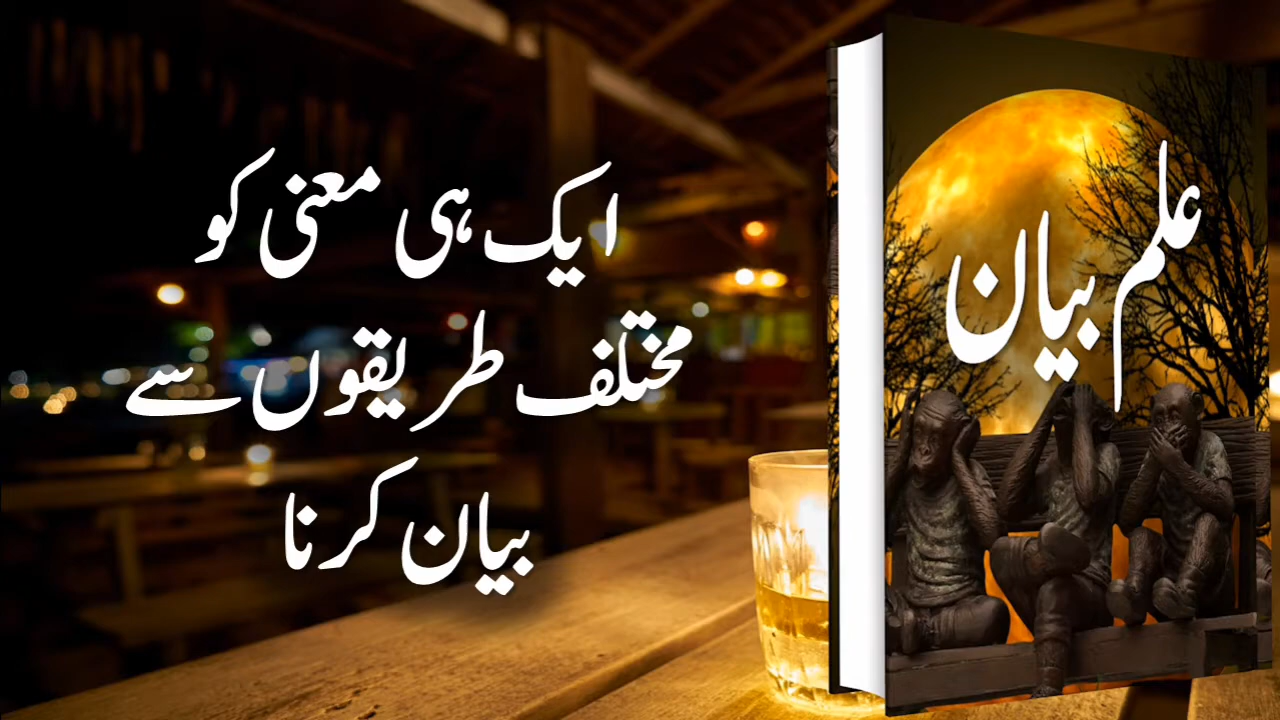 ایک ہی معنی کو
مختلف طریقوں سے
بیان کرنا
علم بیان